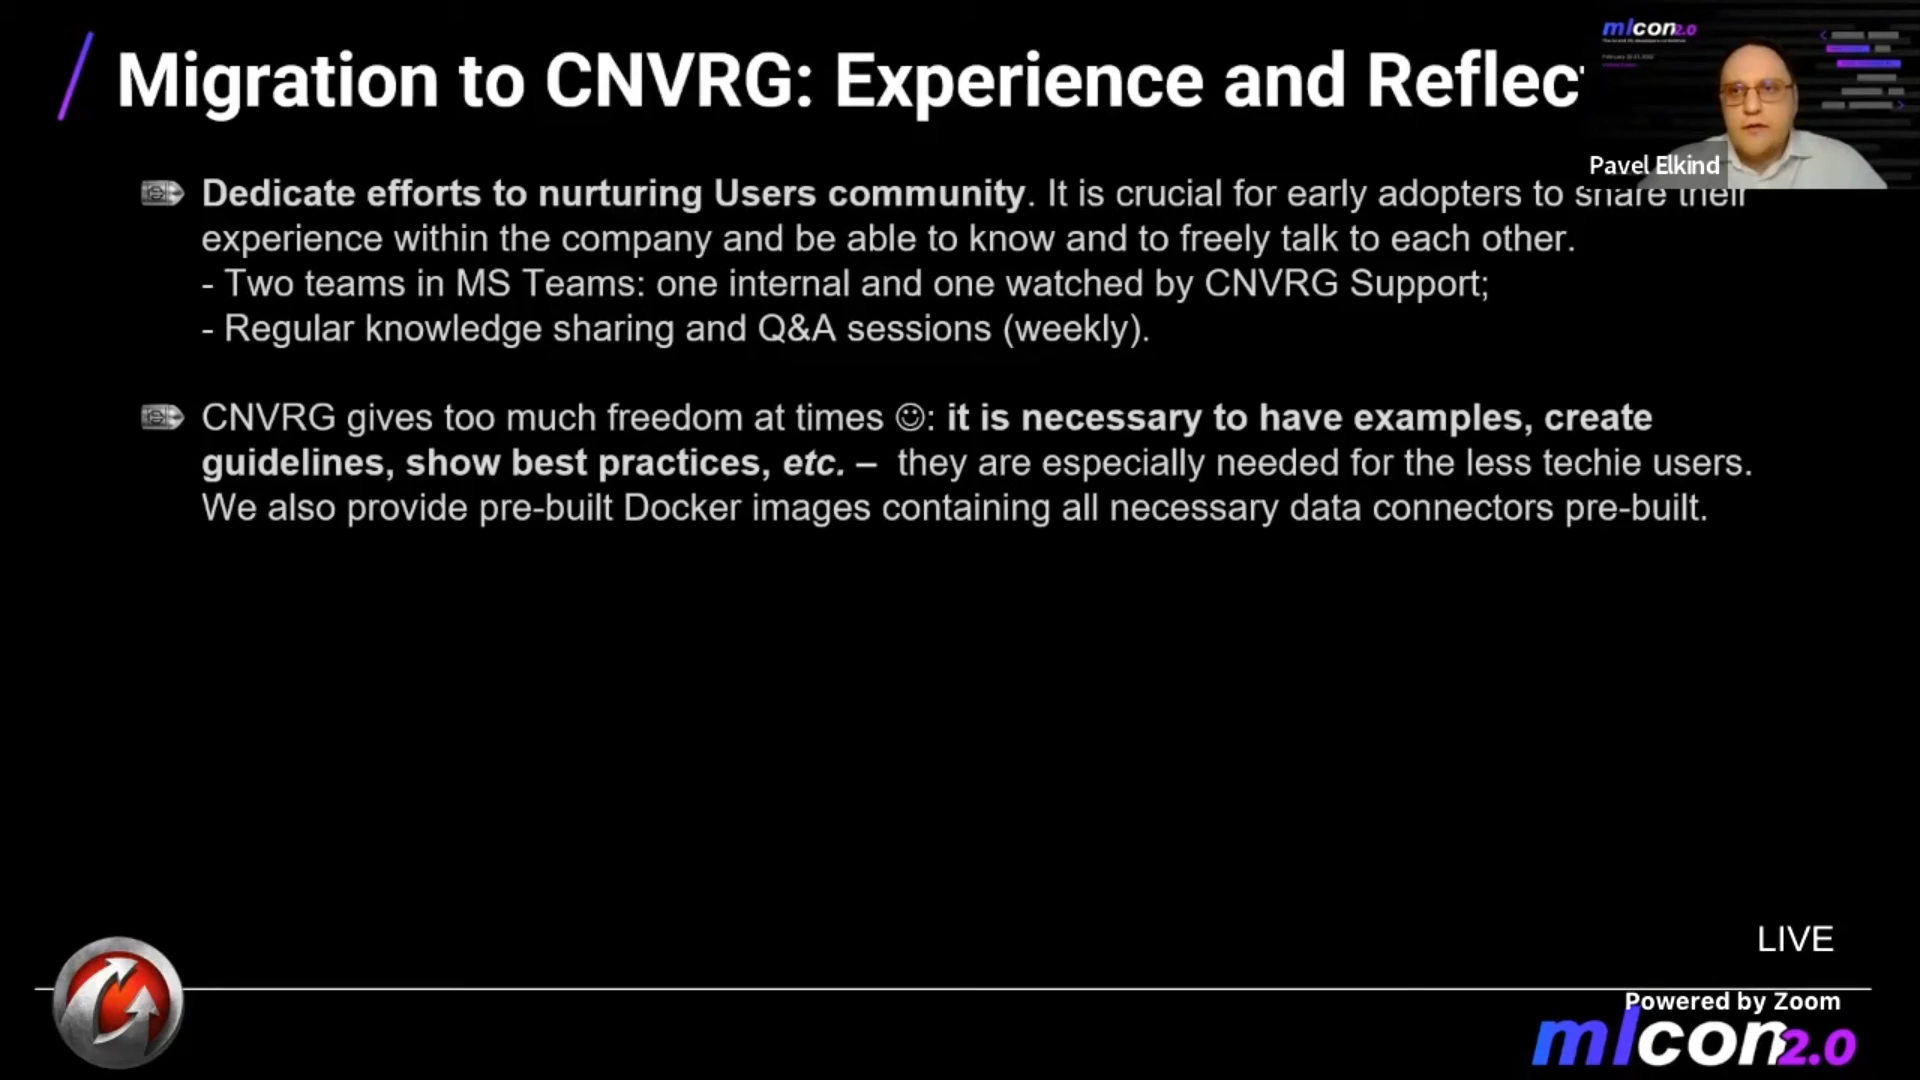 Migration to CNVRG: Experience and Reflec
mlcon2.0
Pavel Elkind
Dedicate efforts to nurturing Users community. It is crucial for early adopters to share their
experience within the company and be able to know and to freely talk to each other.
- Two teams in MS Teams: one internal and one watched by CNVRG Support;
- Regular knowledge sharing and Q&A sessions (weekly).
CNVRG gives too much freedom at times ☺: it is necessary to have examples, create
guidelines, show best practices, etc. – they are especially needed for the less techie users.
We also provide pre-built Docker images containing all necessary data connectors pre-built.
LIVE
Powered by Zoom
mlcon2.0